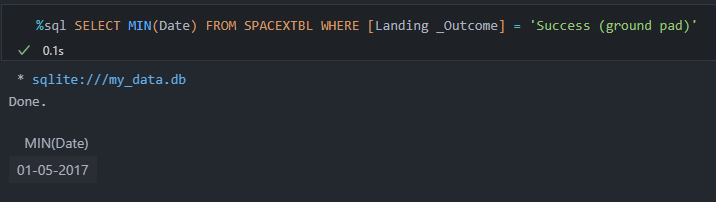 %sql SELECT MIN(Date) FROM SPACEXTBL WHERE [Landing _Outcome] = 'Success (ground pad)'
✓ 0.1s
* sqlite:///my_data.db
Done.
MIN(Date)
01-05-2017